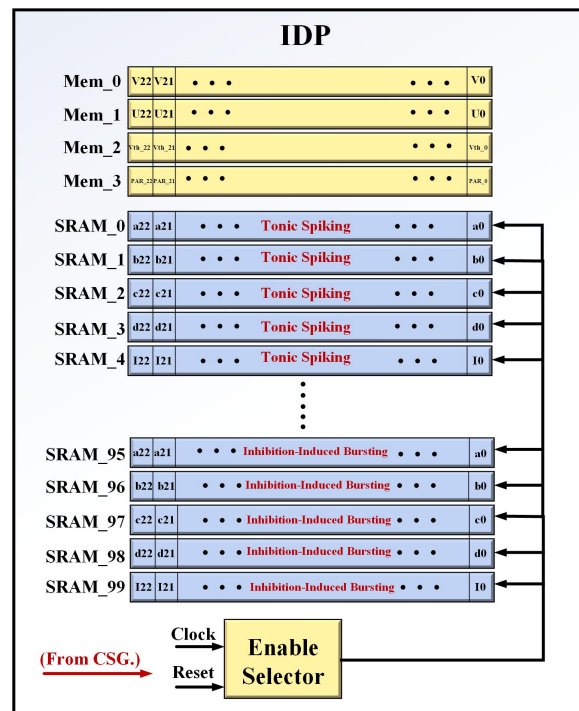 IDP
Mem_0 V22 V21 • • • • • • V0
Mem_1 U22 U21 • • • • • • U0
Mem_2 Vth_22 Vth_21 • • • • • • Vth_0
Mem_3 PAR_22 PAR_21 • • • • • • PAR_0
SRAM_0 a22 a21 • • • Tonic Spiking • • • a0
SRAM_1 b22 b21 • • • Tonic Spiking • • • b0
SRAM_2 c22 c21 • • • Tonic Spiking • • • c0
SRAM_3 d22 d21 • • • Tonic Spiking • • • d0
SRAM_4 I22 I21 • • • Tonic Spiking • • • I0
SRAM_95 a22 a21 • • • Inhibition-Induced Bursting • • • a0
SRAM_96 b22 b21 • • • Inhibition-Induced Bursting • • • b0
SRAM_97 c22 c21 • • • Inhibition-Induced Bursting • • • c0
SRAM_98 d22 d21 • • • Inhibition-Induced Bursting • • • d0
SRAM_99 I22 I21 • • • Inhibition-Induced Bursting • • • I0
Clock
(From CSG.)
Reset
Enable
Selector